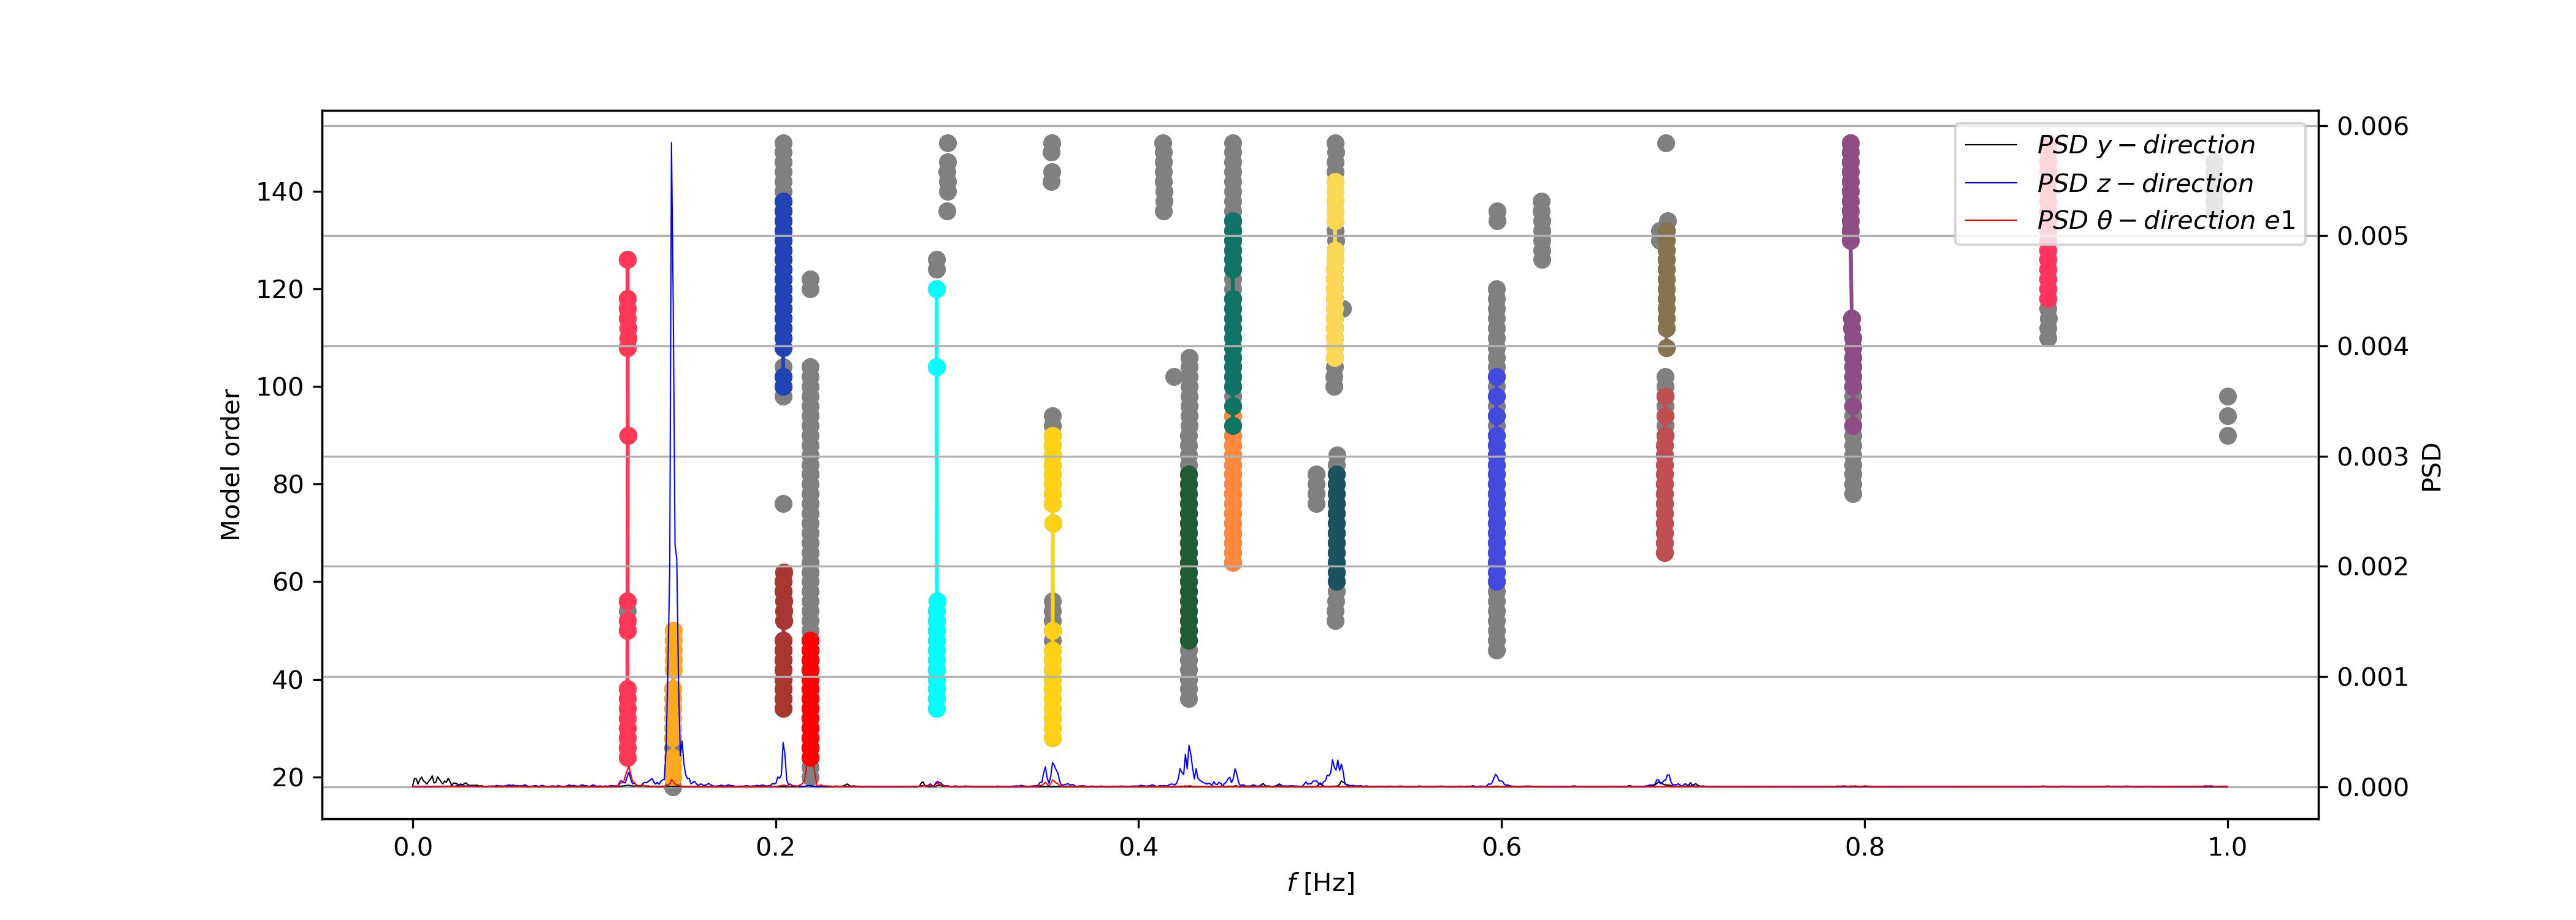 PSD y − direction
PSD z − direction
PSD θ − direction e1
140
120
100
80
60
40
20
Model order
0.006
0.005
0.004
0.003
0.002
0.001
0.000
PSD
0.0 0.2 0.4 0.6 0.8 1.0
f [Hz]